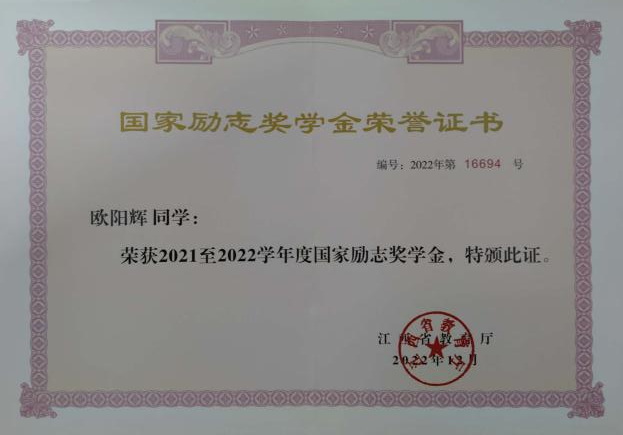 国家励志奖学金荣誉证书
编号：2022年第 16694 号
欧阳辉 同学：
荣获2021至2022学年度国家励志奖学金，特颁此证。
江 省教育厅
2022年12月